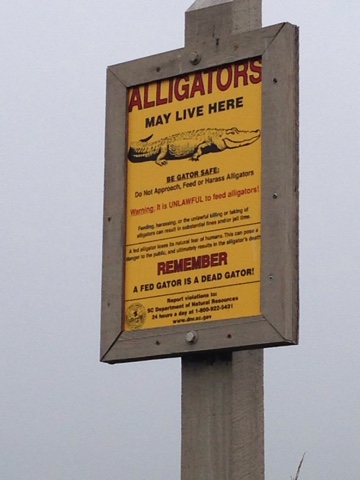 ALLIGATORS
MAY LIVE HERE
BE GATOR SAFE:
Do Not Approach, Feed or Harass Alligators
Warning: It is UNLAWFUL to feed alligators!
Feeding, harassing, or the unlawful killing or taking of
alligators can result in substantial fines and/or jail time.
A fed alligator loses its natural fear of humans. This can pose a
danger to the public, and ultimately results in the alligator's death
REMEMBER
A FED GATOR IS A DEAD GATOR!
Report violations to:
SC Department of Natural Resources
24 hours a day at 1-800-922-5431
www.dnr.sc.gov